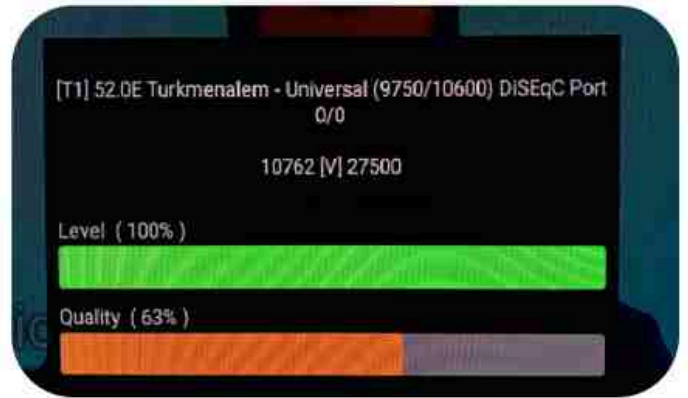 [T1] 52.0E Turkmenalem - Universal (9750/10600) DiSEqC Port
0/0
10762 [V] 27500
Level ( 100% )
Quality ( 63% )